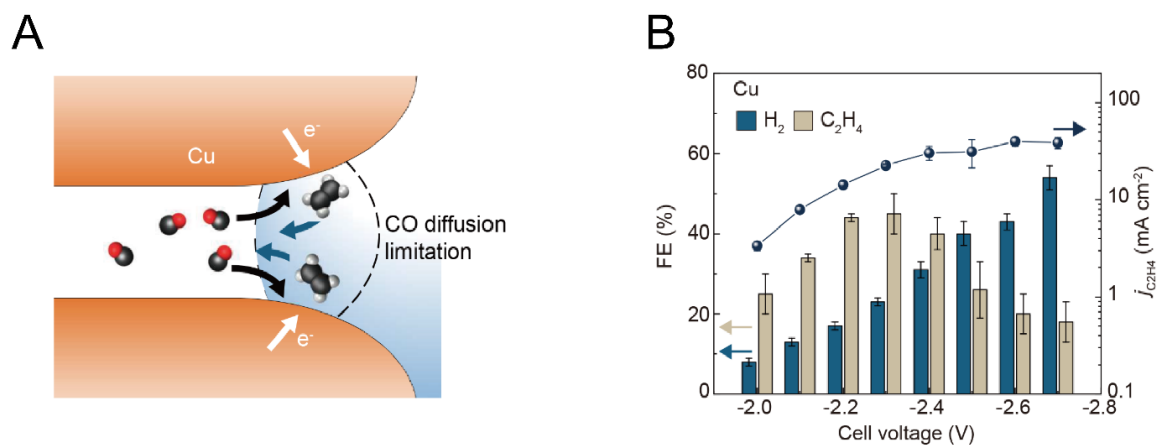 A
Cu
e-
CO diffusion
limitation
e-
B
Cu
H2
C2H4
FE (%)
80
60
40
20
0
-2.0
-2.2
-2.4
-2.6
-2.8
Cell voltage (V)
100
10
1
0.1
jC2H4 (mA cm-2)